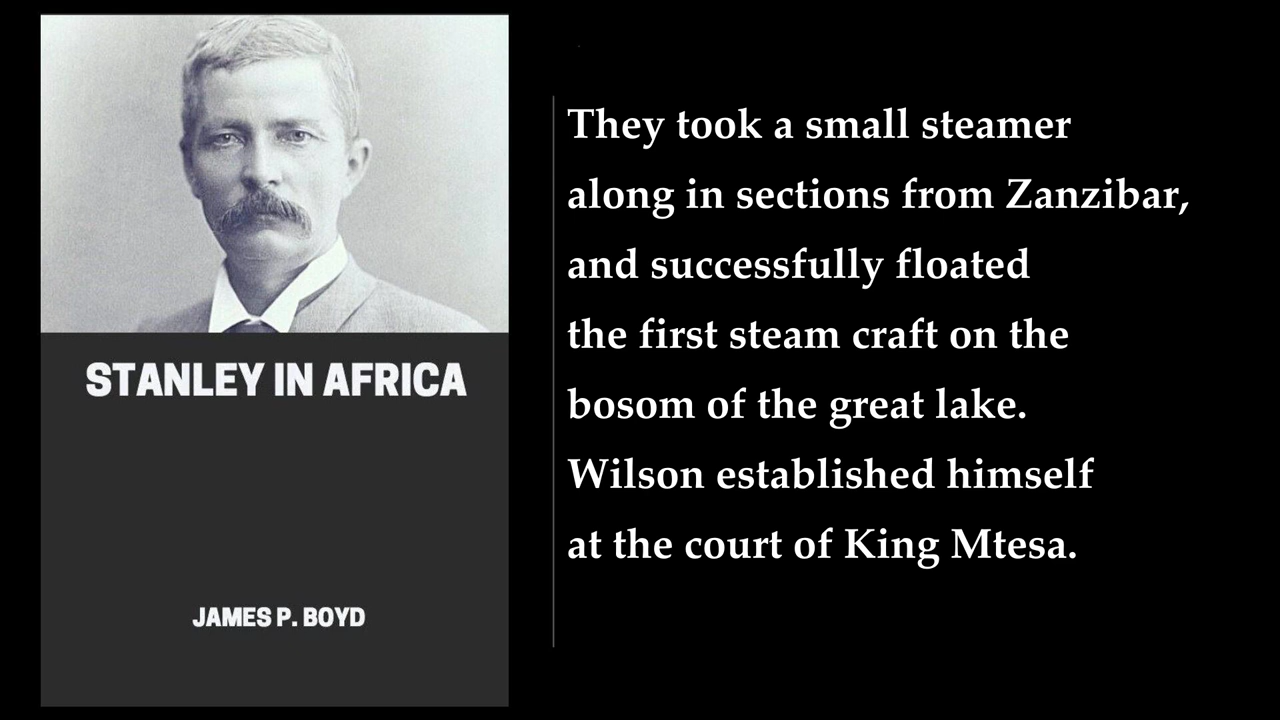 STANLEY IN AFRICA
JAMES P. BOYD
They took a small steamer
along in sections from Zanzibar,
and successfully floated
the first steam craft on the
bosom of the great lake.
Wilson established himself
at the court of King Mtesa.